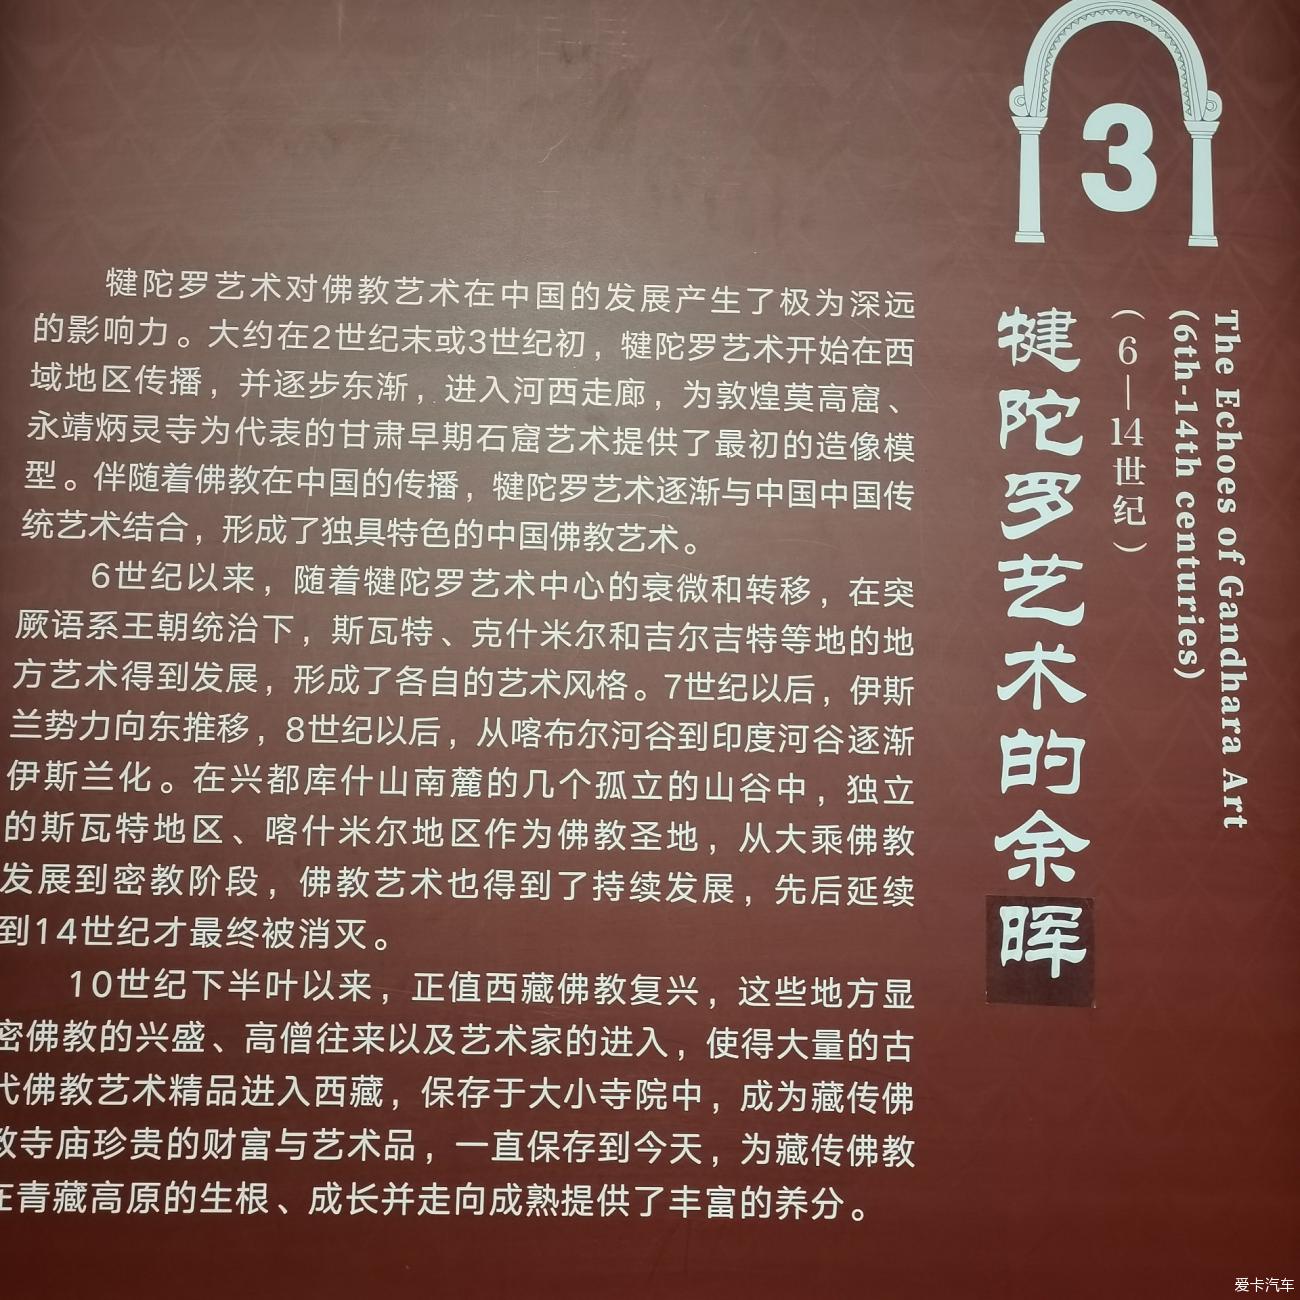 3
犍陀罗艺术的余晖
（6—14世纪）
The Echoes of Gandhara Art
(6th-14th centuries)
犍陀罗艺术对佛教艺术在中国的发展产生了极为深远
的影响力。大约在2世纪末或3世纪初，犍陀罗艺术开始在西
域地区传播，并逐步东渐，进入河西走廊，为敦煌莫高窟、
永靖炳灵寺为代表的甘肃早期石窟艺术提供了最初的造像模
型。伴随着佛教在中国的传播，犍陀罗艺术逐渐与中国中国传
统艺术结合，形成了独具特色的中国佛教艺术。
6世纪以来，随着犍陀罗艺术中心的衰微和转移，在突
厥语系王朝统治下，斯瓦特、克什米尔和吉尔吉特等地的地
方艺术得到发展，形成了各自的艺术风格。7世纪以后，伊斯
兰势力向东推移，8世纪以后，从喀布尔河谷到印度河谷逐渐
伊斯兰化。在兴都库什山南麓的几个孤立的山谷中，独立
的斯瓦特地区、喀什米尔地区作为佛教圣地，从大乘佛教
发展到密教阶段，佛教艺术也得到了持续发展，先后延续
到14世纪才最终被消灭。
10世纪下半叶以来，正值西藏佛教复兴，这些地方显
密佛教的兴盛、高僧往来以及艺术家的进入，使得大量的古
代佛教艺术精品进入西藏，保存于大小寺院中，成为藏传佛
教寺庙珍贵的财富与艺术品，一直保存到今天，为藏传佛教
在青藏高原的生根、成长并走向成熟提供了丰富的养分。
爱卡汽车